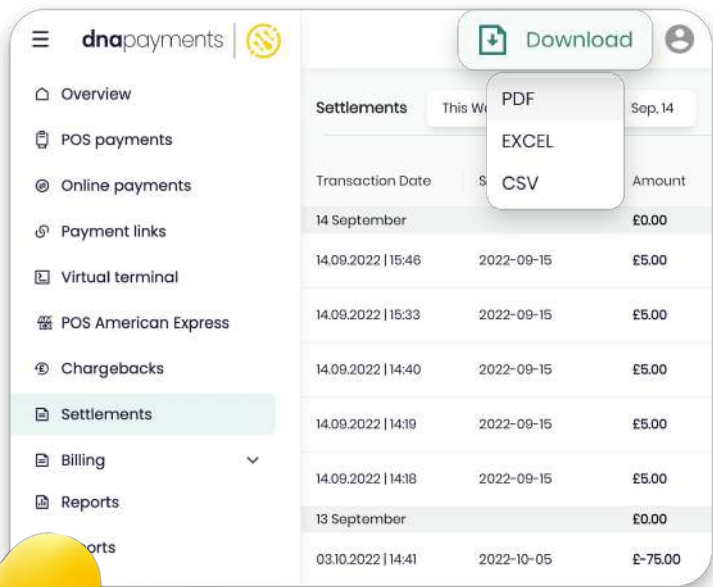 dnapayments
Download
Overview
POS payments
Online payments
Payment links
Virtual terminal
POS American Express
Chargebacks
Settlements
Billing
Reports
PDF
EXCEL
CSV
Settlements This Sep, 14
Transaction Date Amount
14 September £0.00
14.09.2022 | 15:46 2022-09-15 £5.00
14.09.2022 | 15:33 2022-09-15 £5.00
14.09.2022 | 14:40 2022-09-15 £5.00
14.09.2022 | 14:19 2022-09-15 £5.00
14.09.2022 | 14:18 2022-09-15 £5.00
13 September £0.00
03.10.2022 | 14:41 2022-10-05 £-75.00